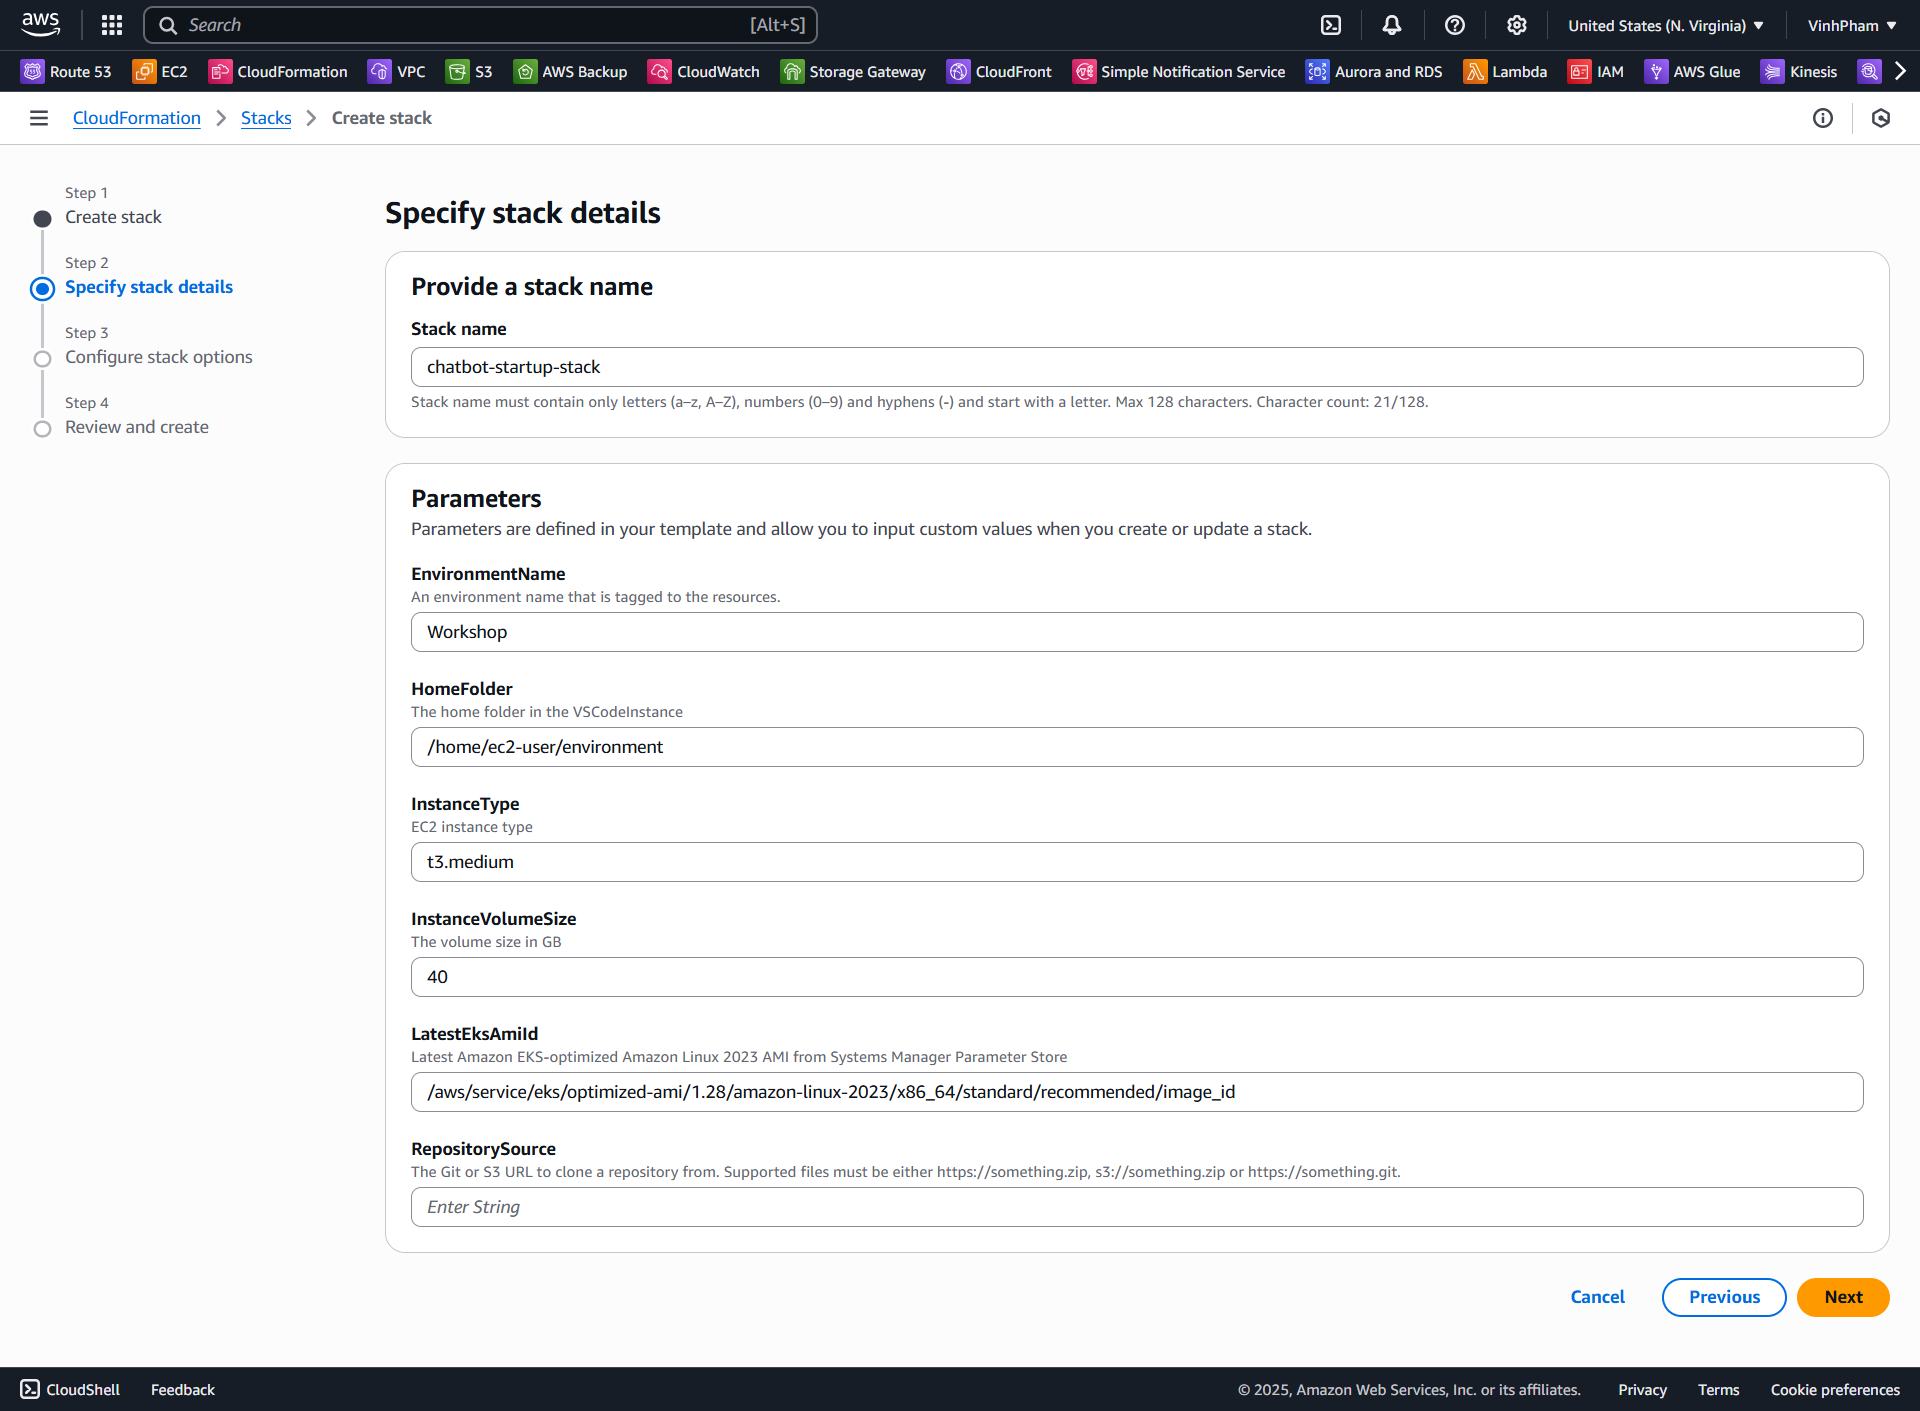 aws
Search [Alt+S]
United States (N. Virginia)
VinhPham
Route 53
EC2
CloudFormation
VPC
S3
AWS Backup
CloudWatch
Storage Gateway
CloudFront
Simple Notification Service
Aurora and RDS
Lambda
IAM
AWS Glue
Kinesis
CloudFormation
Stacks
Create stack
Step 1
Create stack
Step 2
Specify stack details
Step 3
Configure stack options
Step 4
Review and create
Specify stack details
Provide a stack name
Stack name
chatbot-startup-stack
Stack name must contain only letters (a–z, A–Z), numbers (0–9) and hyphens (-) and start with a letter. Max 128 characters. Character count: 21/128.
Parameters
Parameters are defined in your template and allow you to input custom values when you create or update a stack.
EnvironmentName
An environment name that is tagged to the resources.
Workshop
HomeFolder
The home folder in the VSCodeInstance
/home/ec2-user/environment
InstanceType
EC2 instance type
t3.medium
InstanceVolumeSize
The volume size in GB
40
LatestEksAmiId
Latest Amazon EKS-optimized Amazon Linux 2023 AMI from Systems Manager Parameter Store
/aws/service/eks/optimized-ami/1.28/amazon-linux-2023/x86_64/standard/recommended/image_id
RepositorySource
The Git or S3 URL to clone a repository from. Supported files must be either https://something.zip, s3://something.zip or https://something.git.
Enter String
Cancel
Previous
Next
CloudShell
Feedback
© 2025, Amazon Web Services, Inc. or its affiliates.
Privacy
Terms
Cookie preferences